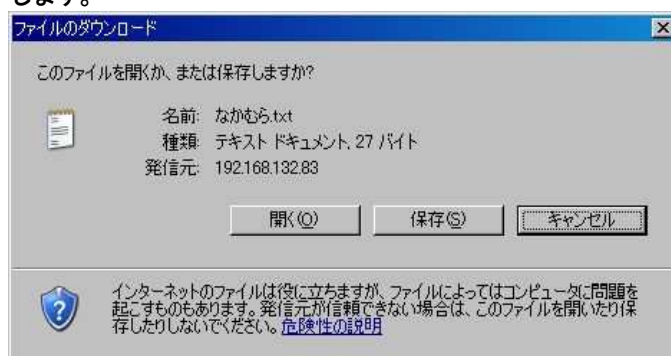 します。
ファイルのダウンロード
このファイルを開くか、または保存しますか?
名前: なかむら.txt
種類: テキスト ドキュメント, 27 バイト
発信元: 192.168.132.83
開く(O) 保存(S) キャンセル
インターネットのファイルは役に立ちますが、ファイルによってはコンピュータに問題を
起こすものもあります。発信元が信頼できない場合は、このファイルを開いたり保
存したりしないでください。危険性の説明